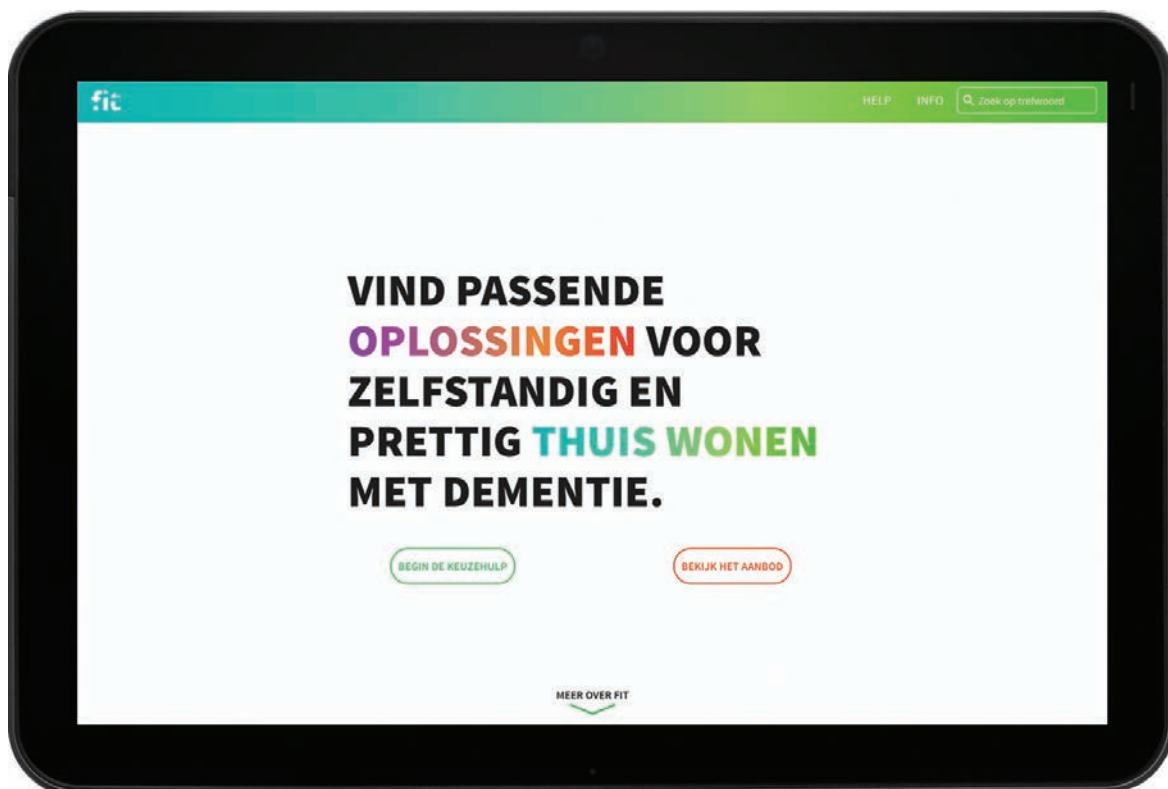 fit
HELP INFO Zoek op trefwoord
VIND PASSENDE
OPLOSSINGEN VOOR
ZELFSTANDIG EN
PRETTIG THUIS WONEN
MET DEMENTIE.
BEGIN DE KEUZEHULP
BEKIJK HET AANBOD
MEER OVER FIT